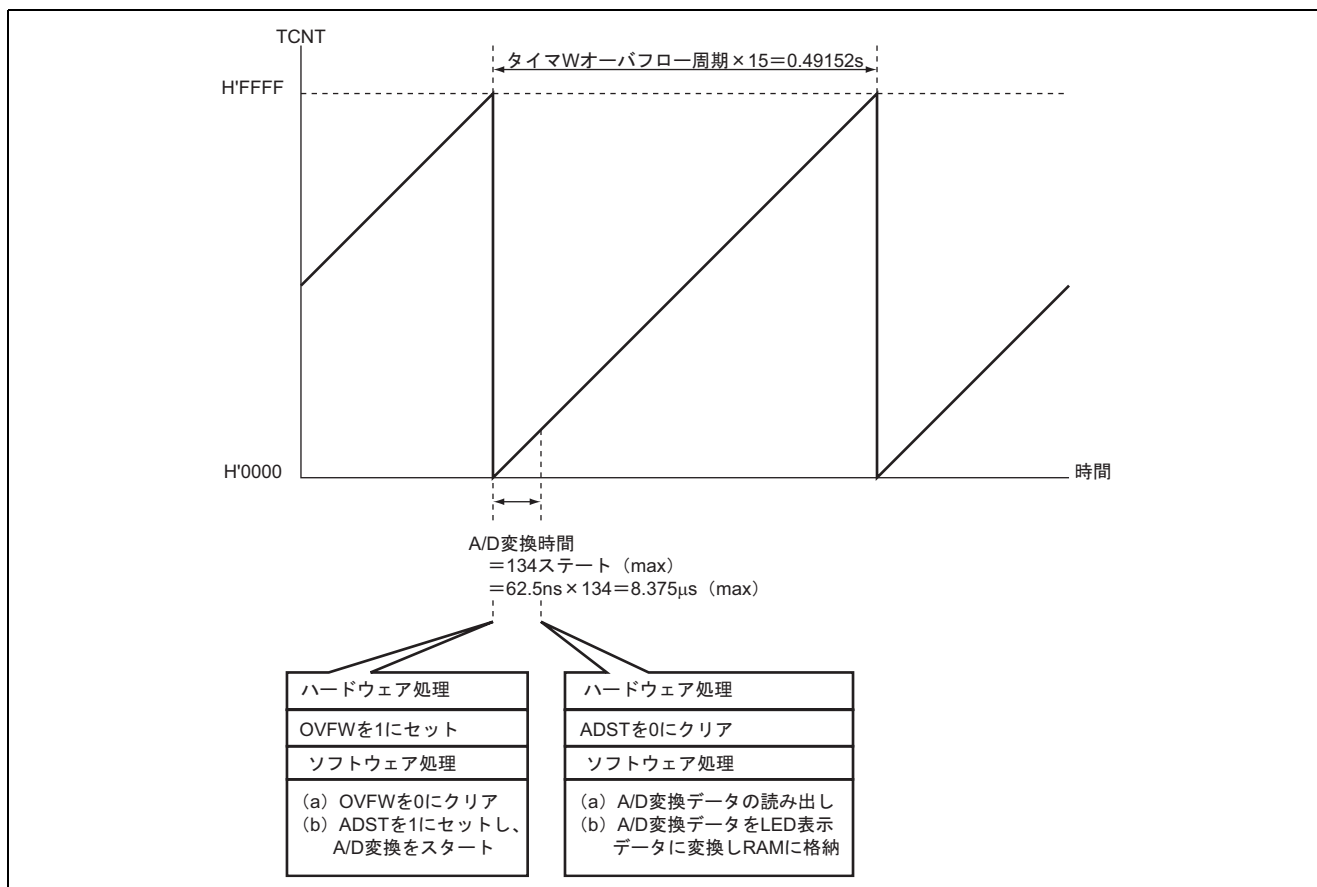 TCNT
タイマWオーバフロー周期×15=0.49152s
H'FFFF
H'0000
時間
A/D変換時間
=134ステート（max）
=62.5ns×134=8.375μs（max）
ハードウェア処理
OVFWを1にセット
ソフトウェア処理
（a）OVFWを0にクリア
（b）ADSTを1にセットし、
A/D変換をスタート
ハードウェア処理
ADSTを0にクリア
ソフトウェア処理
（a）A/D変換データの読み出し
（b）A/D変換データをLED表示
データに変換しRAMに格納